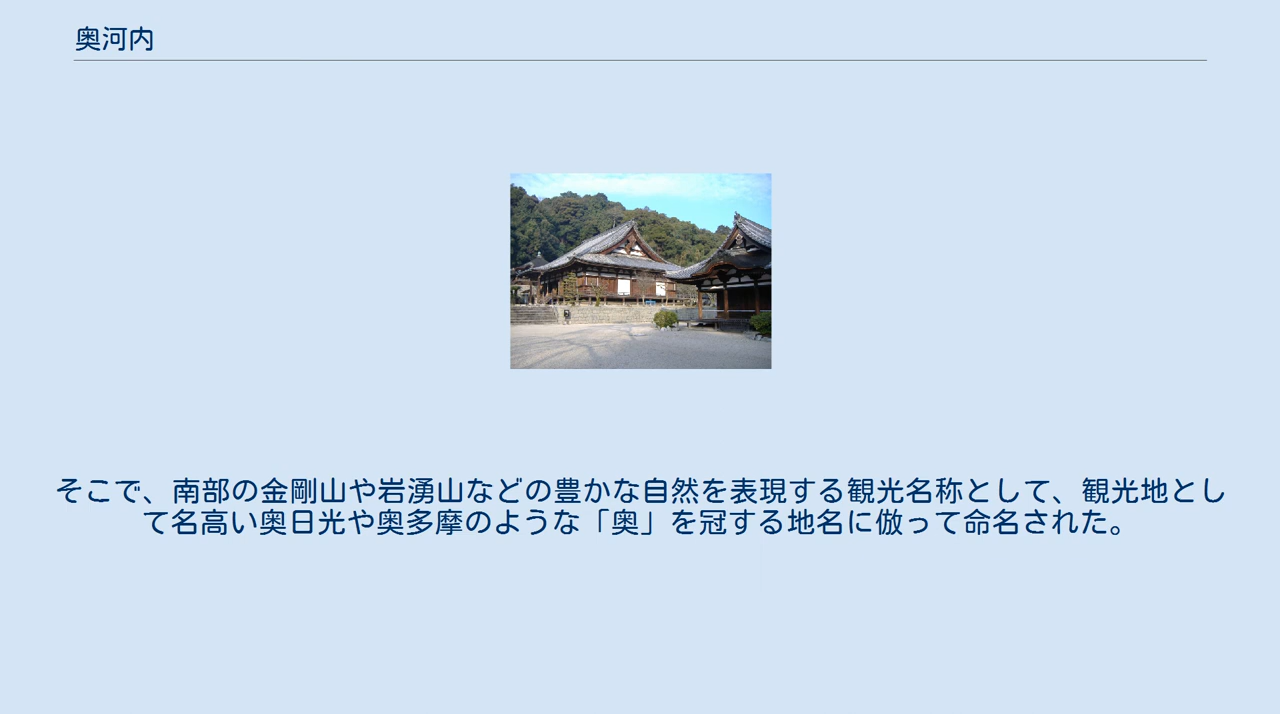 奥河内
そこで、南部の金剛山や岩湧山などの豊かな自然を表現する観光名称として、観光地とし
て名高い奥日光や奥多摩のような「奥」を冠する地名に倣って命名された。